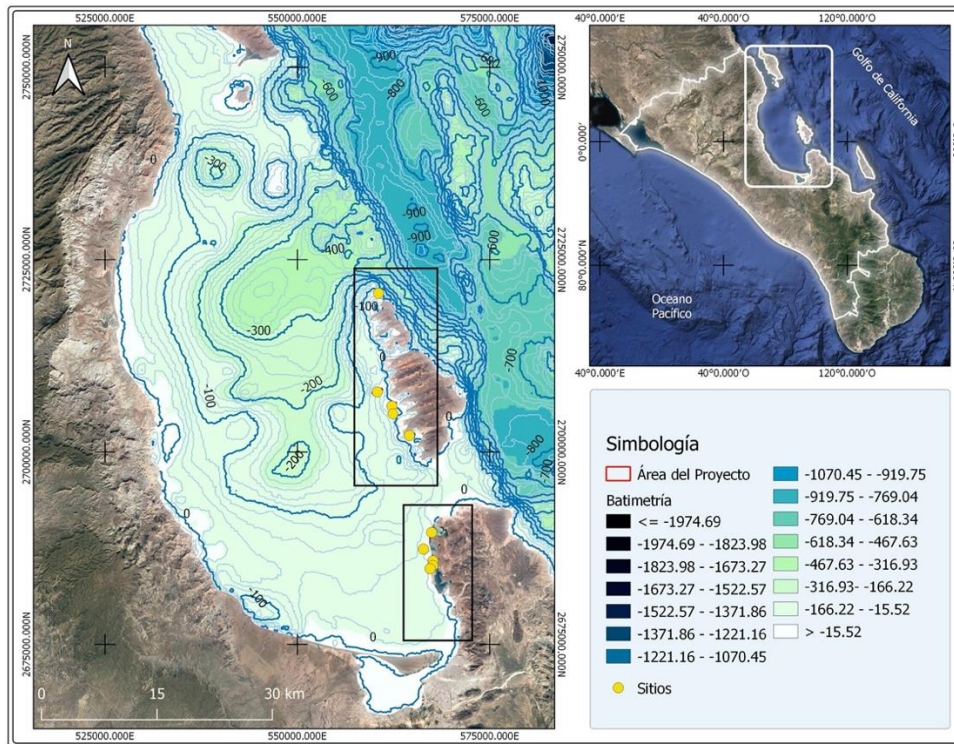 525000.000E 550000.000E 575000.000E
2750000.000N
2725000.000N
2700000.000N
2675000.000N
N
-900
-800
-600
-600
0
-300
-900
-900
-400
-600
-100
-300
0
-700
-200
-100
0
-200
-800
-700
0
0
-100
0
0 15 30 km
525000.000E 550000.000E 575000.000E
2750000.000N
2725000.000N
2700000.000N
2675000.000N
40°0.000'E 40°0.000'O 120°0.000'O
Golfo de California
0°0.000'
80°0.000'N
Oceano
Pacífico
40°0.000'E 40°0.000'O 120°0.000'O
Simbología
Área del Proyecto
Batimetría
<= -1974.69
-1974.69 - -1823.98
-1823.98 - -1673.27
-1673.27 - -1522.57
-1522.57 - -1371.86
-1371.86 - -1221.16
-1221.16 - -1070.45
Sitios
-1070.45 - -919.75
-919.75 - -769.04
-769.04 - -618.34
-618.34 - -467.63
-467.63 - -316.93
-316.93- -166.22
-166.22 - -15.52
> -15.52